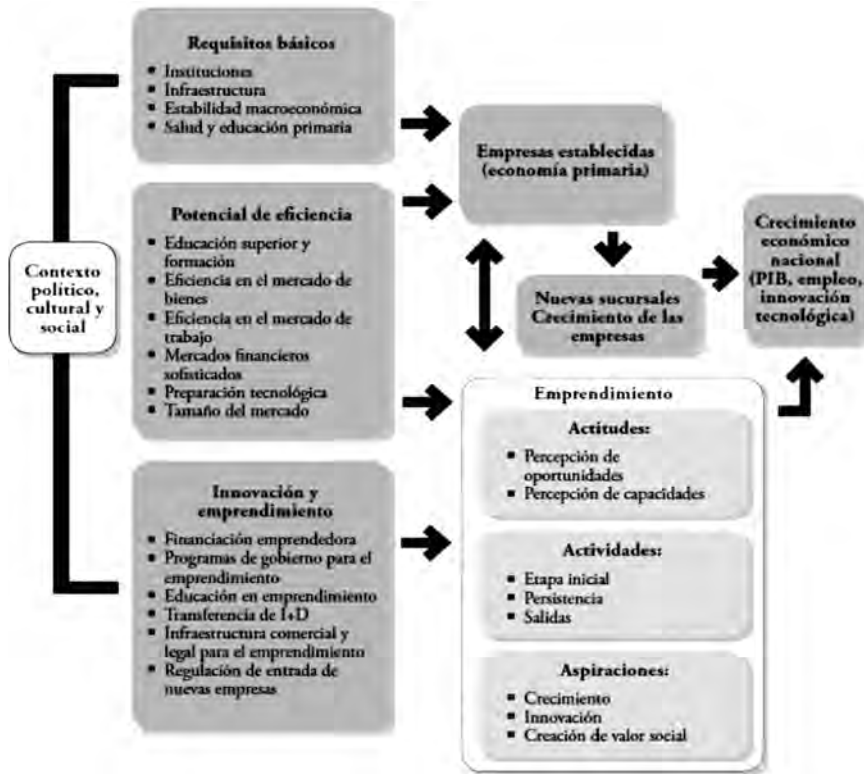 Contexto
político,
cultural y
social
Requisitos básicos
▪ Instituciones
▪ Infraestructura
▪ Estabilidad macroeconómica
▪ Salud y educación primaria
Potencial de eficiencia
▪ Educación superior y
formación
▪ Eficiencia en el mercado de
bienes
▪ Eficiencia en el mercado de
trabajo
▪ Mercados financieros
sofisticados
▪ Preparación tecnológica
▪ Tamaño del mercado
Innovación y
emprendimiento
▪ Financiación emprendedora
▪ Programas de gobierno para el
emprendimiento
▪ Educación en emprendimiento
▪ Transferencia de I+D
▪ Infraestructura comercial y
legal para el emprendimiento
▪ Regulación de entrada de
nuevas empresas
Empresas establecidas
(economía primaria)
Nuevas sucursales
Crecimiento de las
empresas
Crecimiento
económico
nacional
(PIB, empleo,
innovación
tecnológica)
Emprendimiento
Actitudes:
▪ Percepción de
oportunidades
▪ Percepción de capacidades
Actividades:
▪ Etapa inicial
▪ Persistencia
▪ Salidas
Aspiraciones:
▪ Crecimiento
▪ Innovación
▪ Creación de valor social